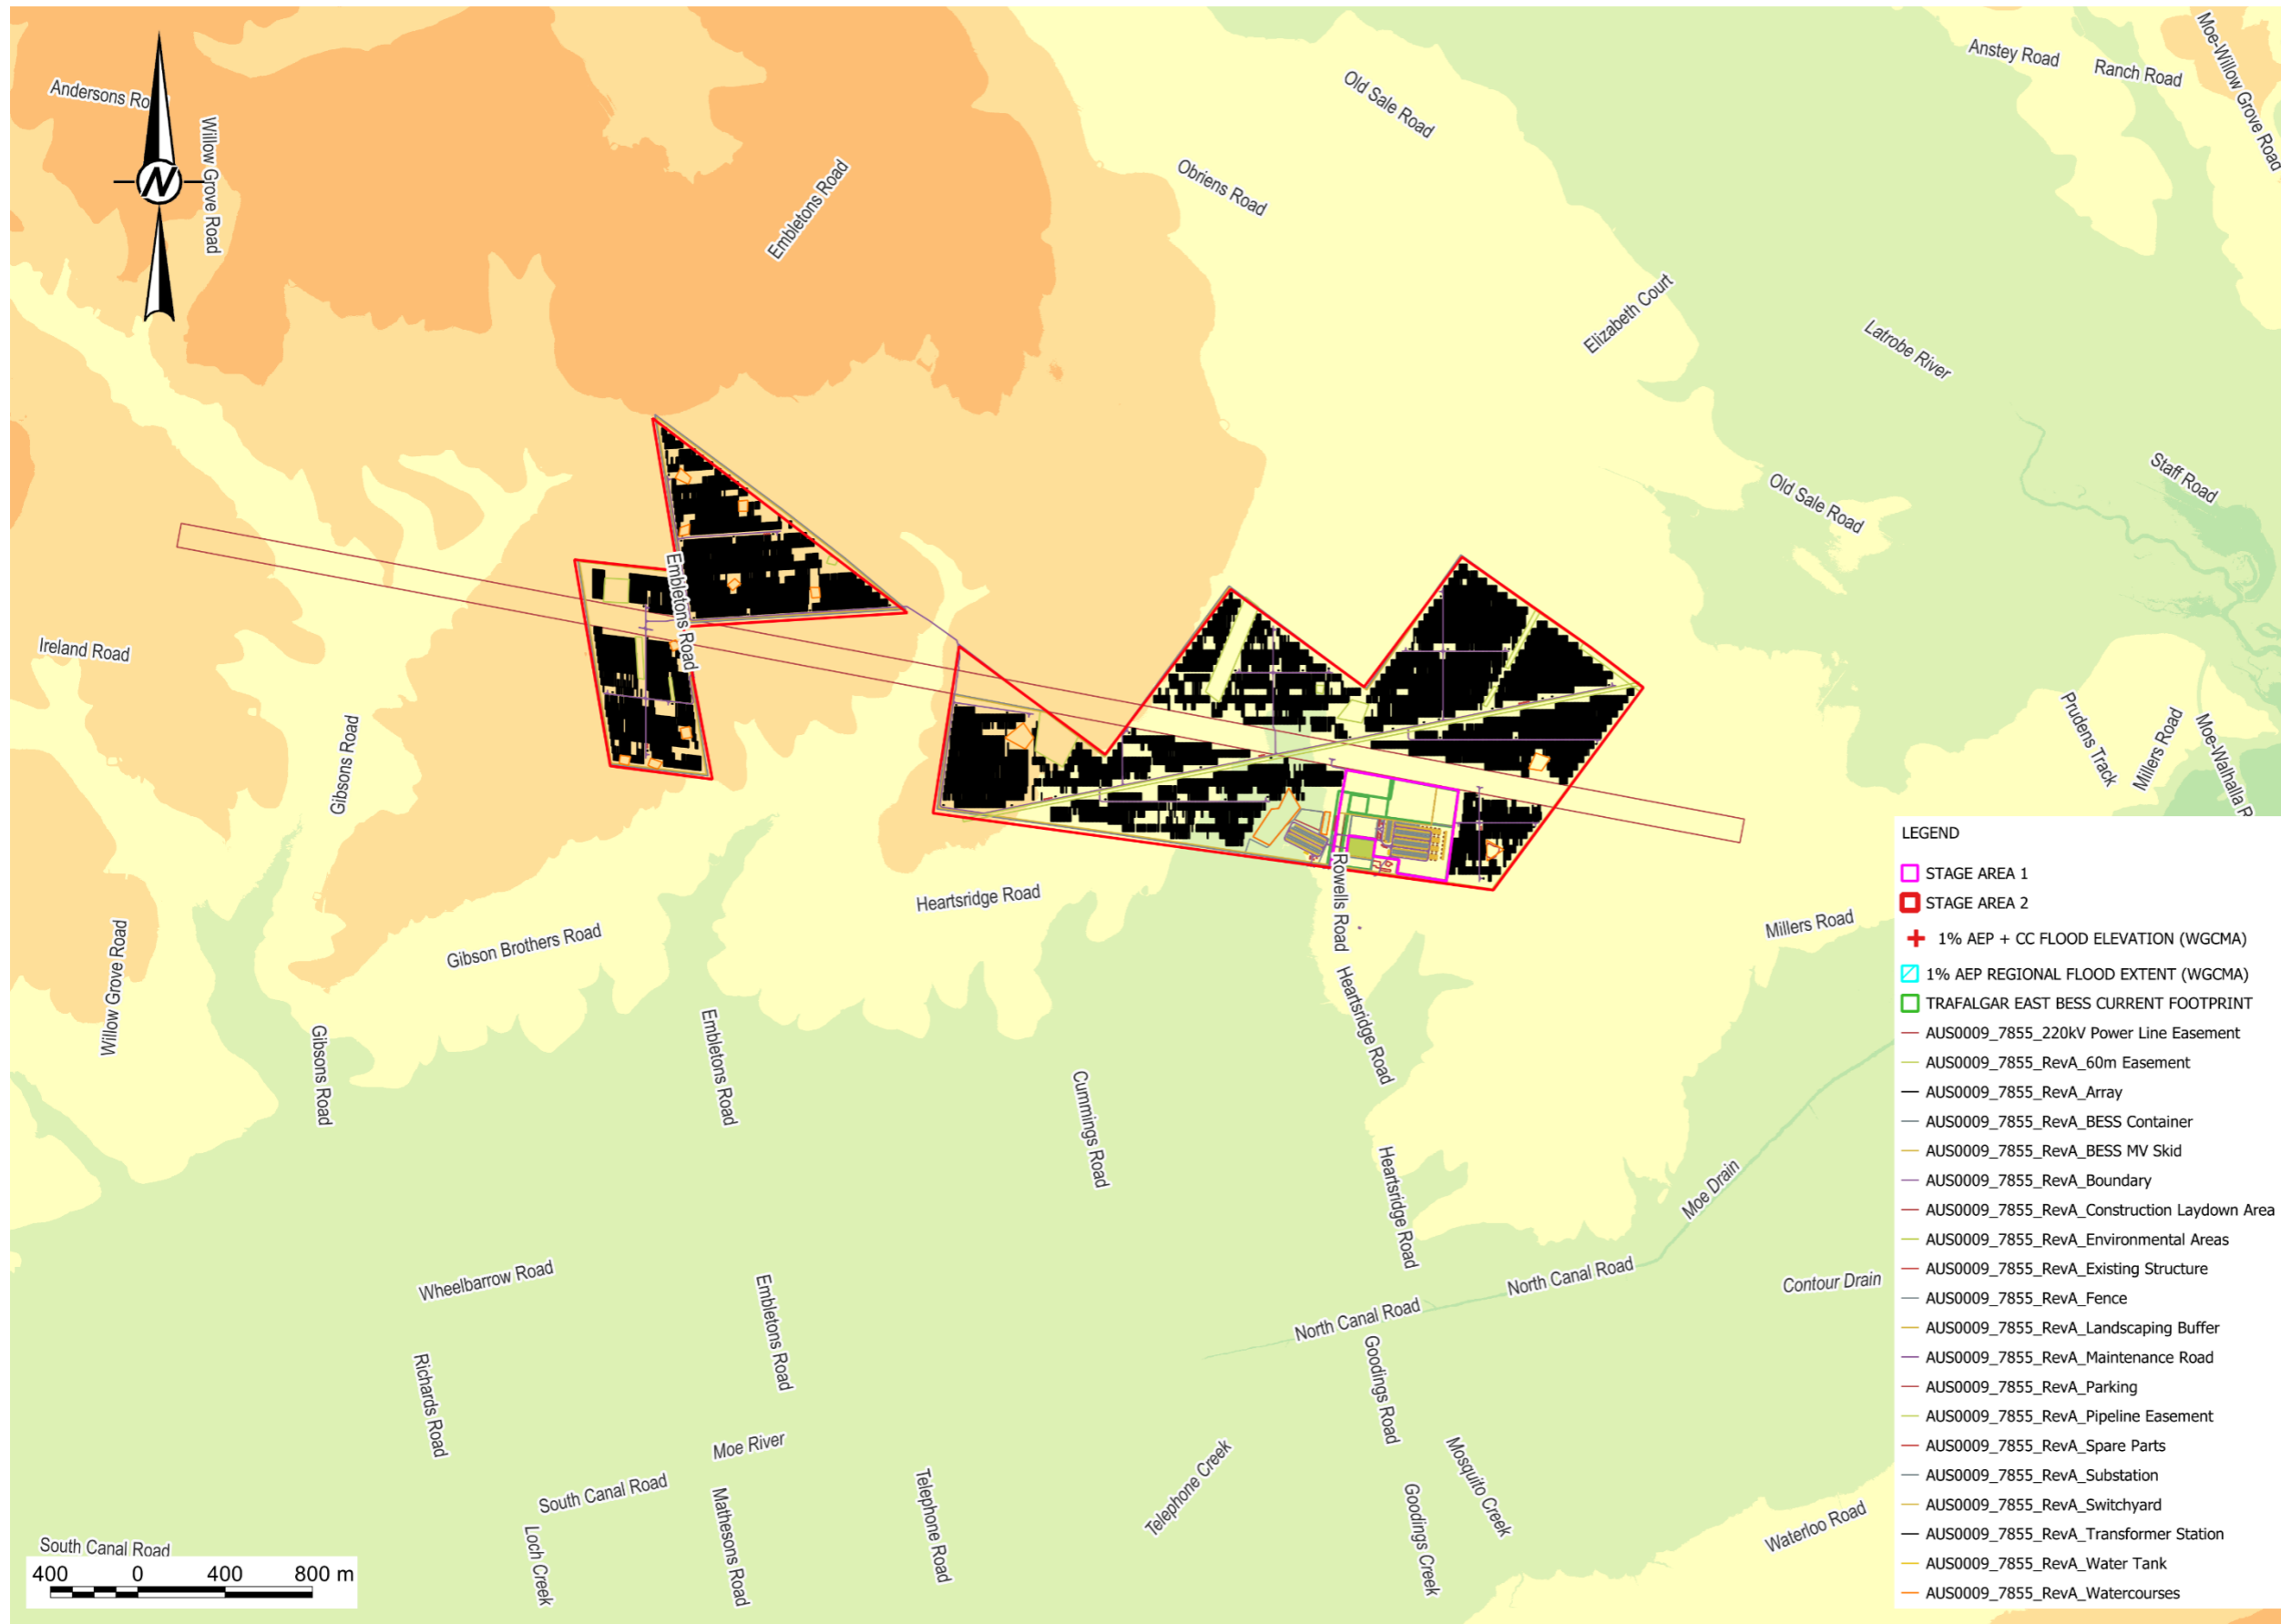 Anstey Road
Ranch Road
Moe-Willow Grove Road
Old Sale Road
Andersons Ro
Willow Grove Road
N
Embletons Road
Obriens Road
Elizabeth Court
Latrobe River
Staff Road
Old Sale Road
Embletons Road
Ireland Road
Gibsons Road
Prudens Track
Millers Road
Moe-Walhalla R
Rowells Road
Heartsridge Road
Millers Road
Gibson Brothers Road
Willow Grove Road
Heartsridge Road
Gibsons Road
Embletons Road
Cummings Road
Heartsridge Road
Moe Drain
Wheelbarrow Road
Embletons Road
North Canal Road
North Canal Road
Contour Drain
Richards Road
Goodings Road
Moe River
Telephone Creek
Mosquito Creek
South Canal Road
Mathesons Road
Telephone Road
Goodings Creek
Waterloo Road
Loch Creek
South Canal Road
400 0 400 800 m
LEGEND
STAGE AREA 1
STAGE AREA 2
1% AEP + CC FLOOD ELEVATION (WGCMA)
1% AEP REGIONAL FLOOD EXTENT (WGCMA)
TRAFALGAR EAST BESS CURRENT FOOTPRINT
AUS0009_7855_220kV Power Line Easement
AUS0009_7855_RevA_60m Easement
AUS0009_7855_RevA_Array
AUS0009_7855_RevA_BESS Container
AUS0009_7855_RevA_BESS MV Skid
AUS0009_7855_RevA_Boundary
AUS0009_7855_RevA_Construction Laydown Area
AUS0009_7855_RevA_Environmental Areas
AUS0009_7855_RevA_Existing Structure
AUS0009_7855_RevA_Fence
AUS0009_7855_RevA_Landscaping Buffer
AUS0009_7855_RevA_Maintenance Road
AUS0009_7855_RevA_Parking
AUS0009_7855_RevA_Pipeline Easement
AUS0009_7855_RevA_Spare Parts
AUS0009_7855_RevA_Substation
AUS0009_7855_RevA_Switchyard
AUS0009_7855_RevA_Transformer Station
AUS0009_7855_RevA_Water Tank
AUS0009_7855_RevA_Watercourses